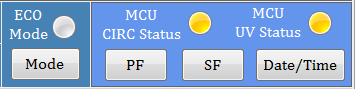 ECO
Mode
Mode
MCU
CIRC Status
MCU
UV Status
PF
SF
Date/Time